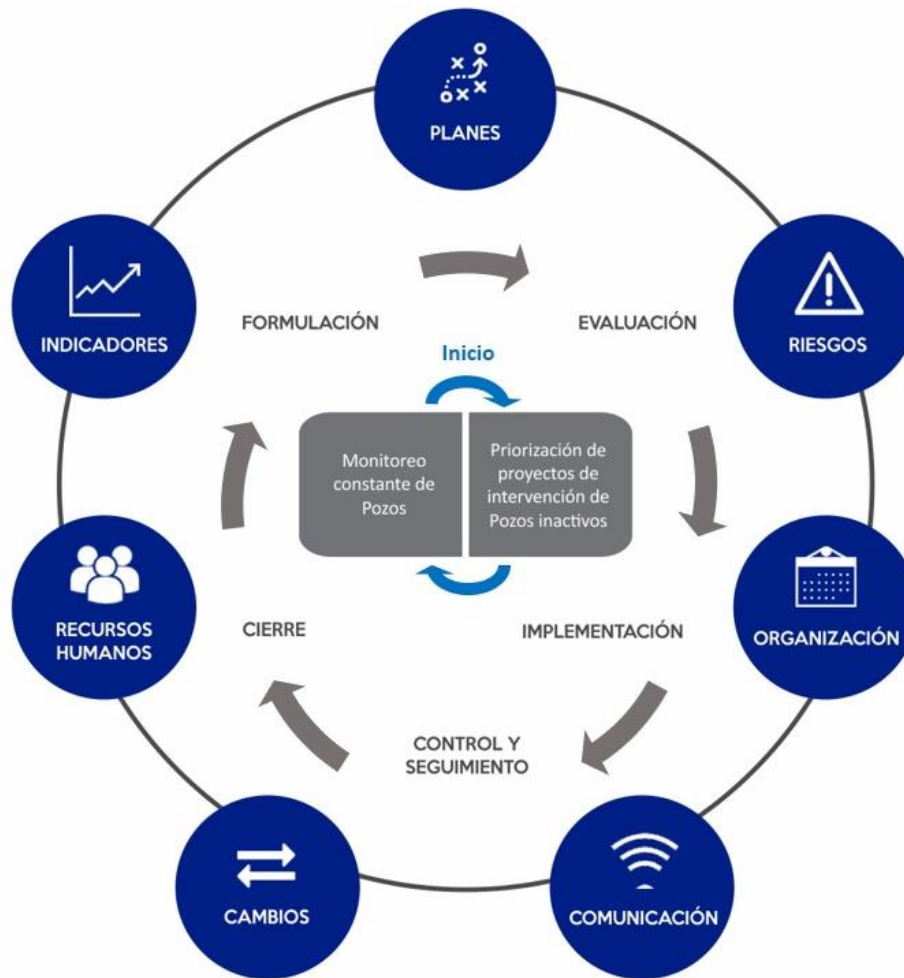 PLANES
INDICADORES
FORMULACIÓN
EVALUACIÓN
RIESGOS
Inicio
Monitoreo
constante de
Pozos
Priorización de
proyectos de
intervención de
Pozos inactivos
RECURSOS
HUMANOS
CIERRE
IMPLEMENTACIÓN
ORGANIZACIÓN
CONTROL Y
SEGUIMIENTO
CAMBIOS
COMUNICACIÓN